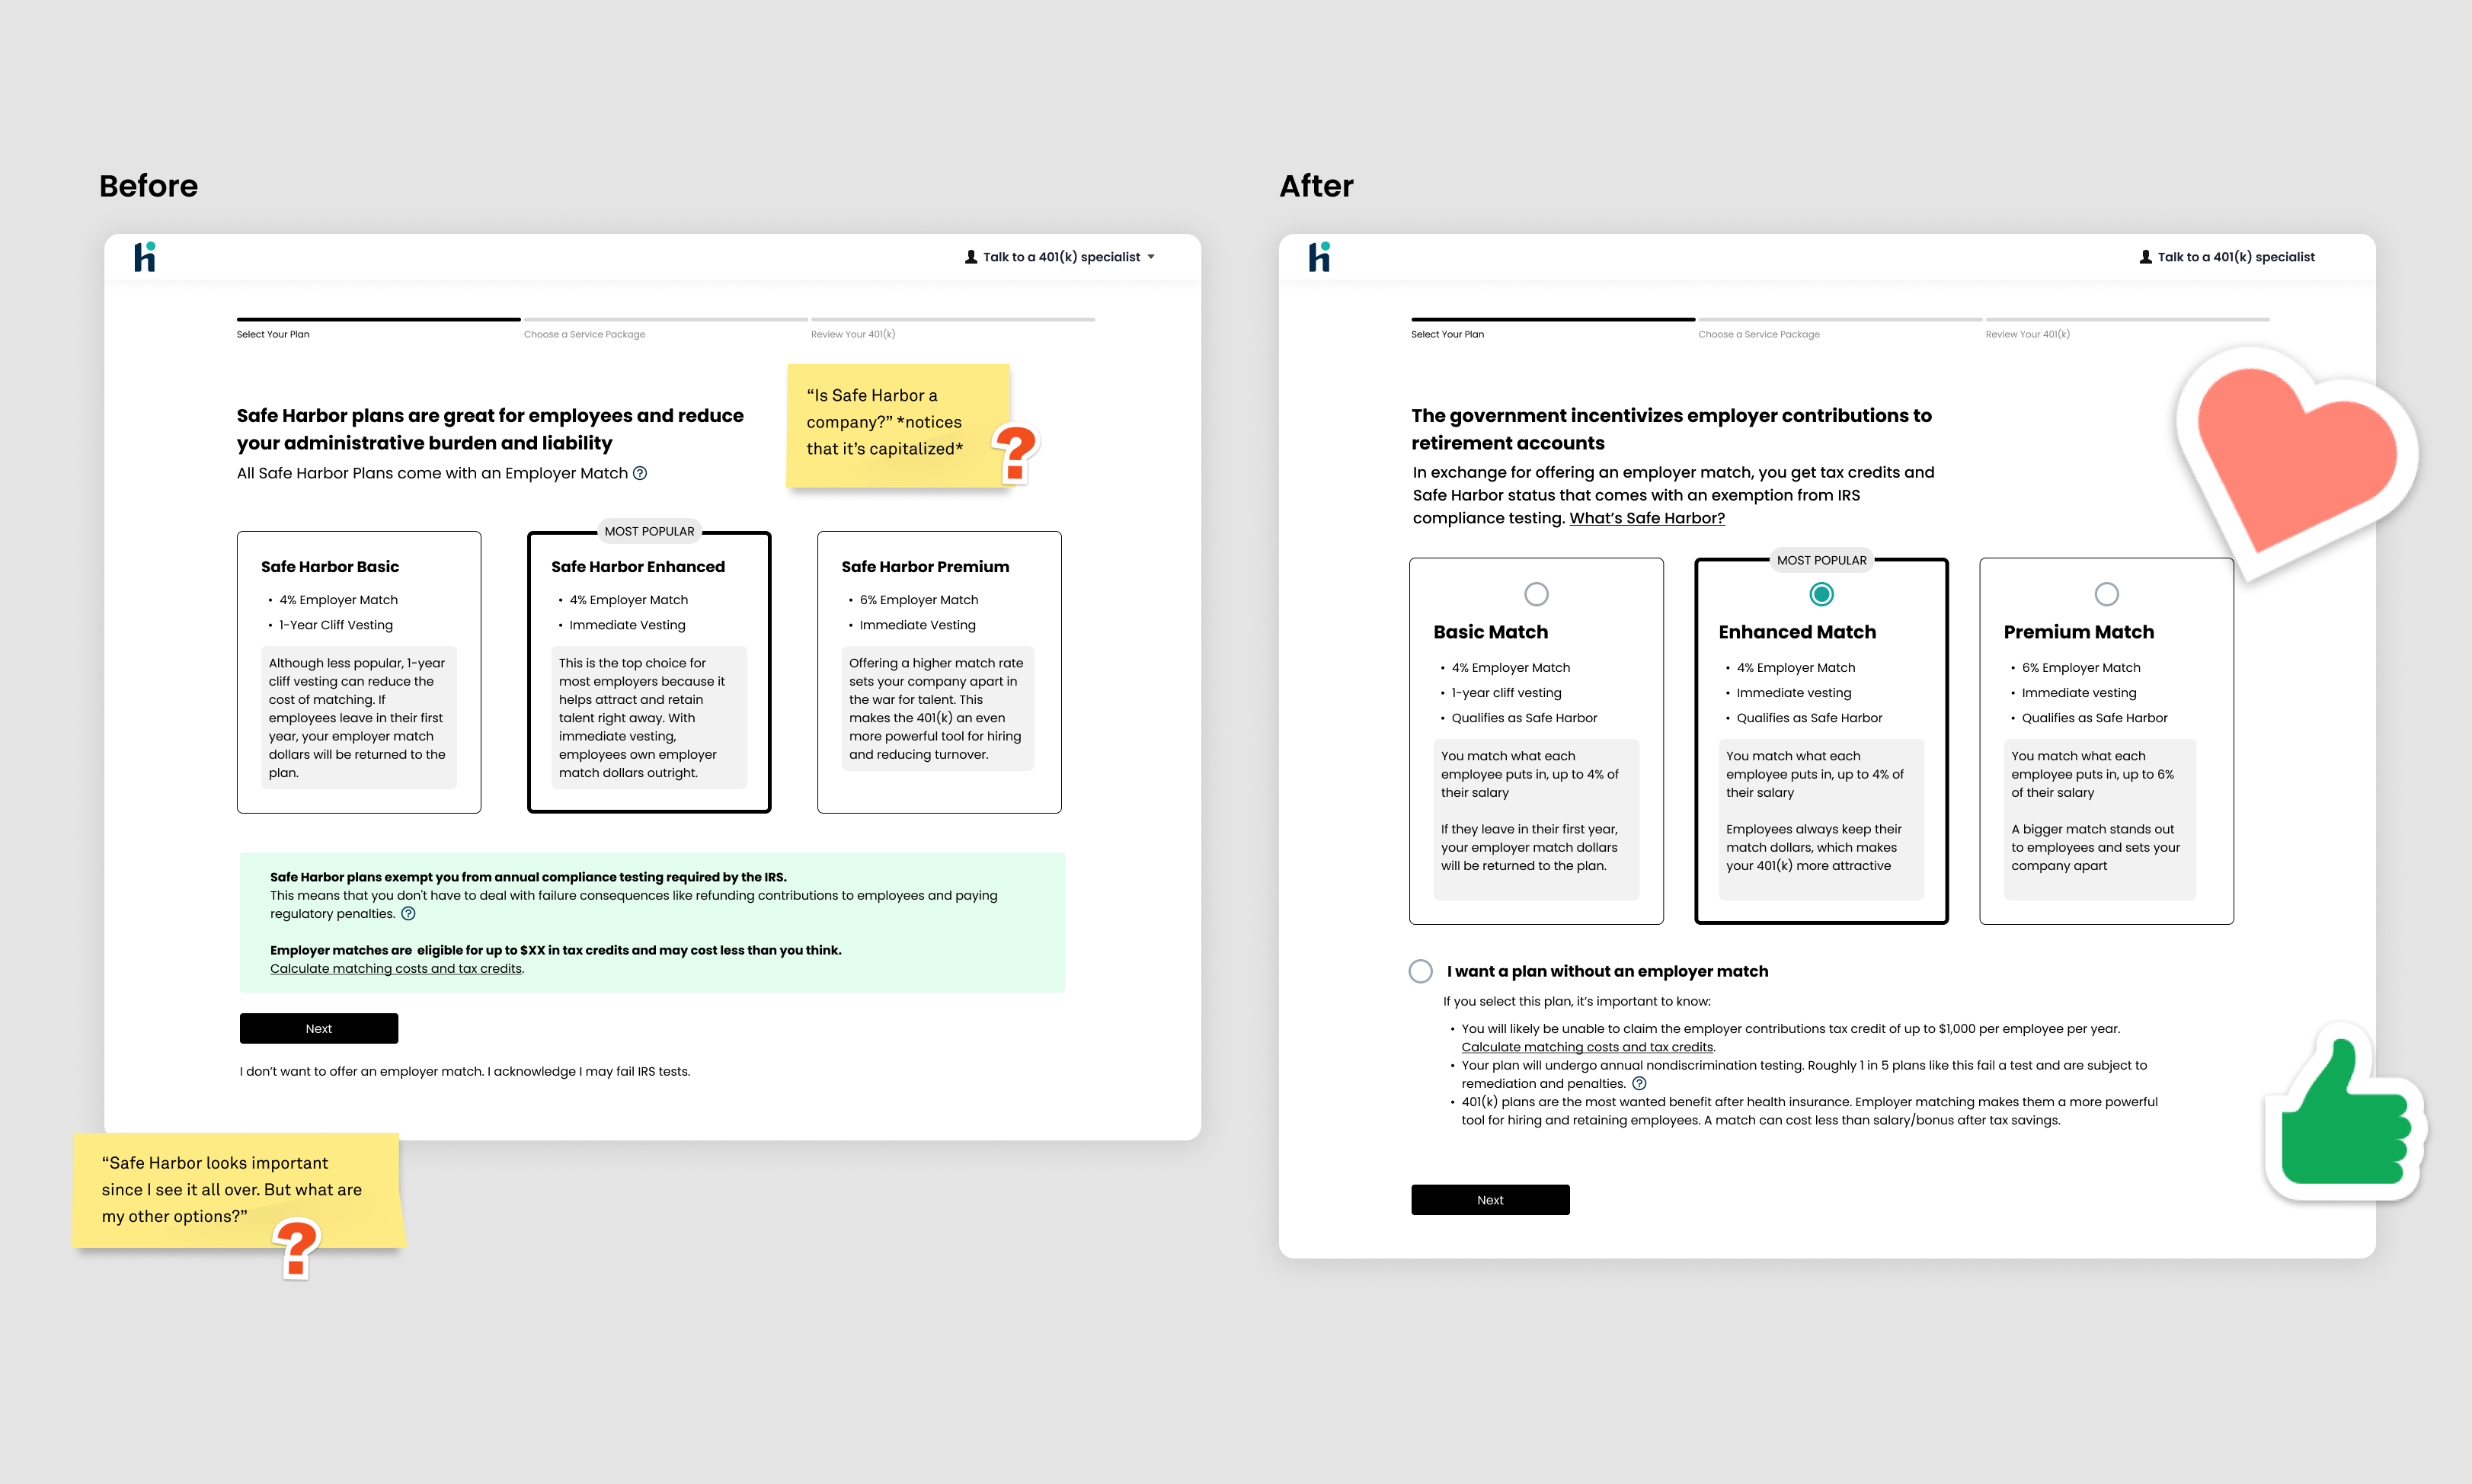 Before
hi
Talk to a 401(k) specialist
Select Your Plan
Choose a Service Package
Review Your 401(k)
Safe Harbor plans are great for employees and reduce
your administrative burden and liability
All Safe Harbor Plans come with an Employer Match ?
“Is Safe Harbor a
company?” *notices
that it’s capitalized*
?
Safe Harbor Basic
• 4% Employer Match
• 1-Year Cliff Vesting
Although less popular, 1-year
cliff vesting can reduce the
cost of matching. If
employees leave in their first
year, your employer match
dollars will be returned to the
plan.
MOST POPULAR
Safe Harbor Enhanced
• 4% Employer Match
• Immediate Vesting
This is the top choice for
most employers because it
helps attract and retain
talent right away. With
immediate vesting,
employees own employer
match dollars outright.
Safe Harbor Premium
• 6% Employer Match
• Immediate Vesting
Offering a higher match rate
sets your company apart in
the war for talent. This
makes the 401(k) an even
more powerful tool for hiring
and reducing turnover.
Safe Harbor plans exempt you from annual compliance testing required by the IRS.
This means that you don't have to deal with failure consequences like refunding contributions to employees and paying
regulatory penalties. ?
Employer matches are  eligible for up to $XX in tax credits and may cost less than you think.
Calculate matching costs and tax credits.
Next
I don’t want to offer an employer match. I acknowledge I may fail IRS tests.
“Safe Harbor looks important
since I see it all over. But what are
my other options?”
?
After
hi
Talk to a 401(k) specialist
Select Your Plan
Choose a Service Package
Review Your 401(k)
The government incentivizes employer contributions to
retirement accounts
In exchange for offering an employer match, you get tax credits and
Safe Harbor status that comes with an exemption from IRS
compliance testing. What’s Safe Harbor?
Basic Match
• 4% Employer Match
• 1-year cliff vesting
• Qualifies as Safe Harbor
You match what each
employee puts in, up to 4% of
their salary
If they leave in their first year,
your employer match dollars
will be returned to the plan.
MOST POPULAR
Enhanced Match
• 4% Employer Match
• Immediate vesting
• Qualifies as Safe Harbor
You match what each
employee puts in, up to 4% of
their salary
Employees always keep their
match dollars, which makes
your 401(k) more attractive
Premium Match
• 6% Employer Match
• Immediate vesting
• Qualifies as Safe Harbor
You match what each
employee puts in, up to 6%
of their salary
A bigger match stands out
to employees and sets your
company apart
I want a plan without an employer match
If you select this plan, it’s important to know:
• You will likely be unable to claim the employer contributions tax credit of up to $1,000 per employee per year.
Calculate matching costs and tax credits.
• Your plan will undergo annual nondiscrimination testing. Roughly 1 in 5 plans like this fail a test and are subject to
remediation and penalties. ?
• 401(k) plans are the most wanted benefit after health insurance. Employer matching makes them a more powerful
tool for hiring and retaining employees. A match can cost less than salary/bonus after tax savings.
Next